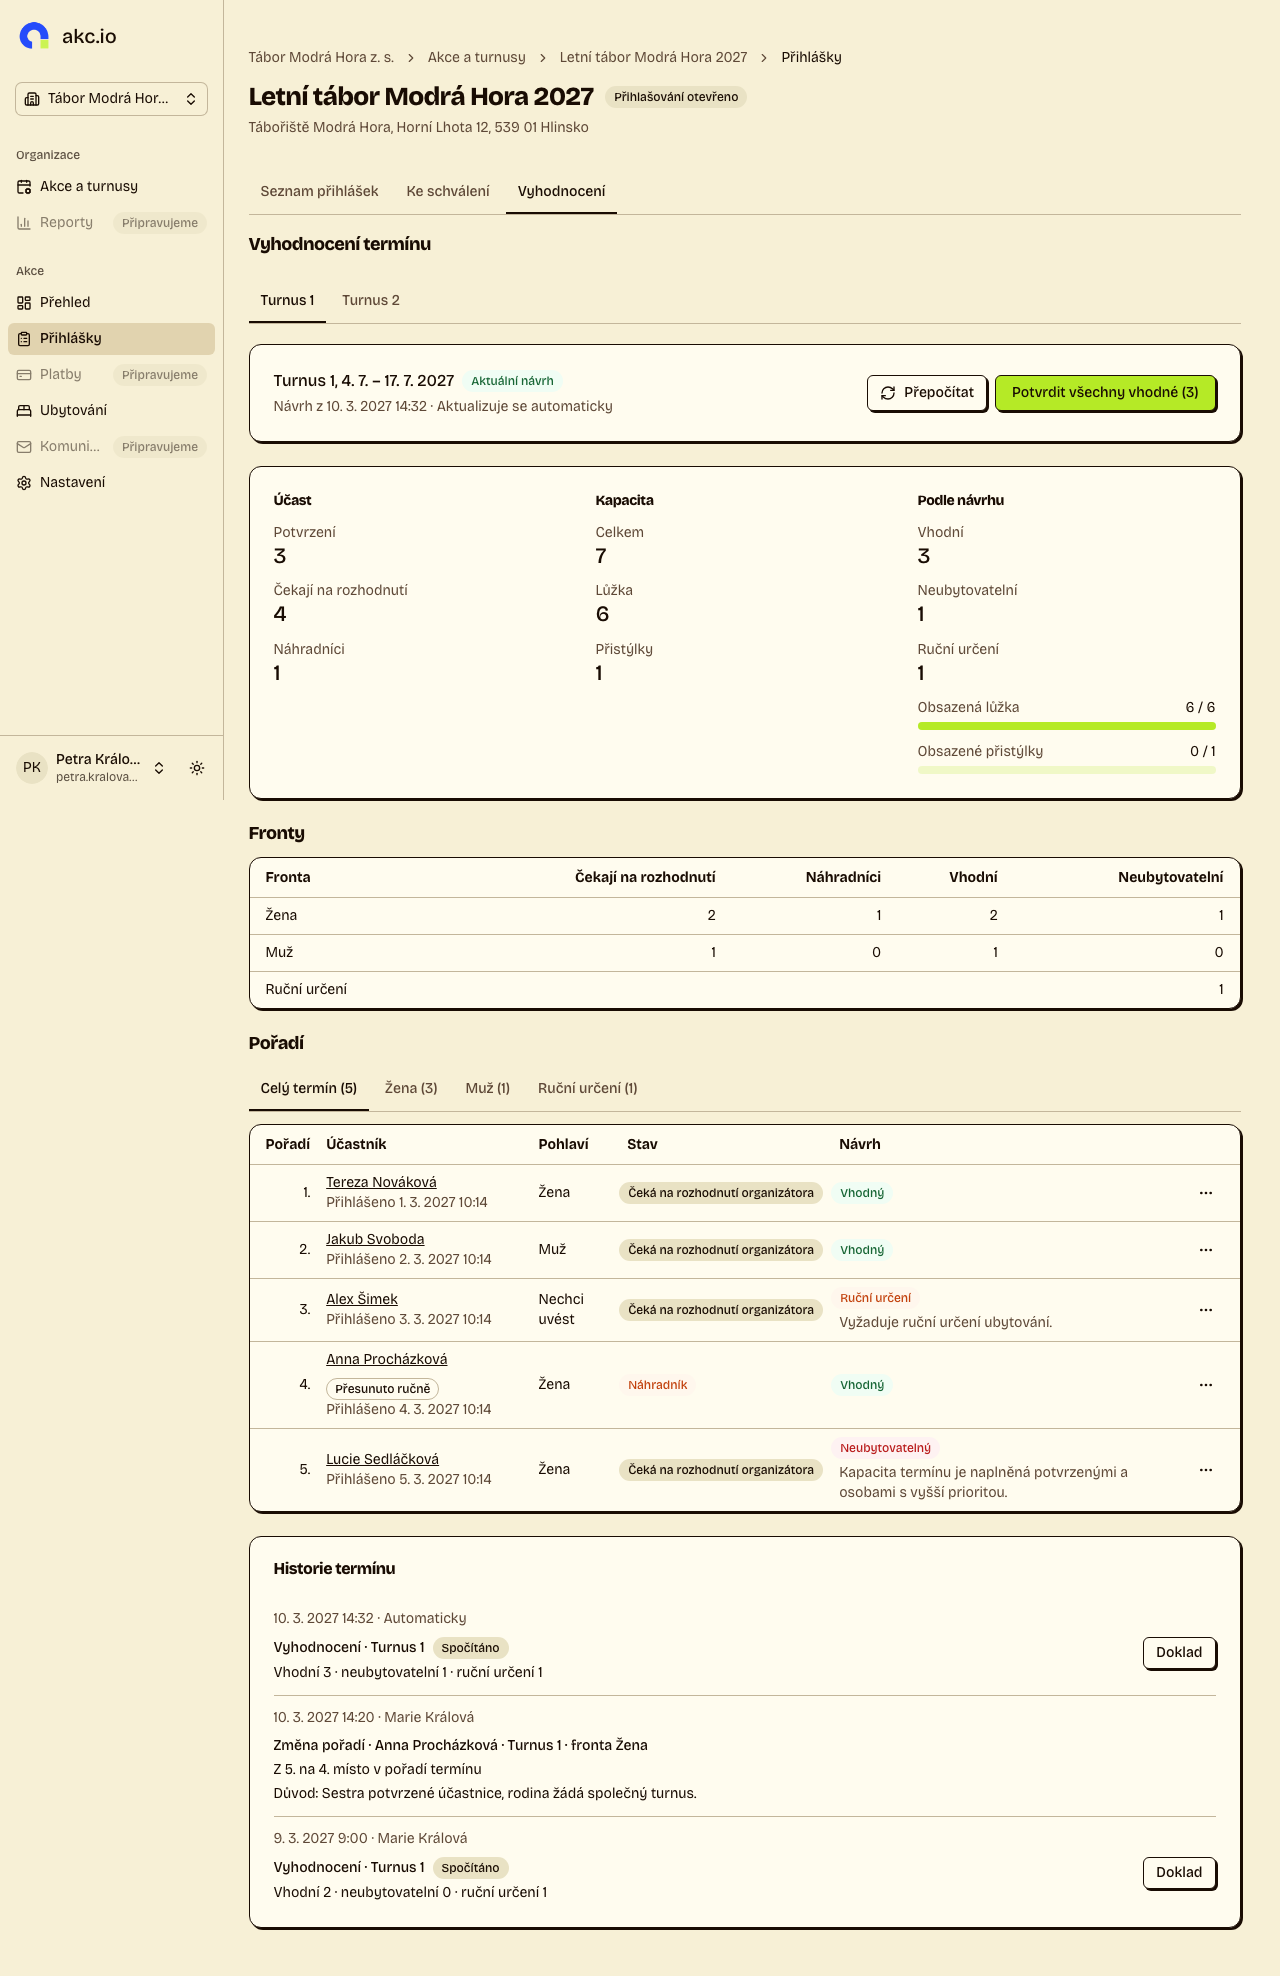 akc.io
Tábor Modrá Hor...
Organizace
Akce a turnusy
Reporty Připravujeme
Akce
Přehled
Přihlášky
Platby Připravujeme
Ubytování
Komuni... Připravujeme
Nastavení
PK Petra Králo...
petra.kralova...
Tábor Modrá Hora z. s. > Akce a turnusy > Letní tábor Modrá Hora 2027 > Přihlášky
Letní tábor Modrá Hora 2027 Přihlašování otevřeno
Tábořiště Modrá Hora, Horní Lhota 12, 539 01 Hlinsko
Seznam přihlášek Ke schválení Vyhodnocení
Vyhodnocení termínu
Turnus 1 Turnus 2
Turnus 1, 4. 7. – 17. 7. 2027 Aktuální návrh
Návrh z 10. 3. 2027 14:32 · Aktualizuje se automaticky
Přepočítat Potvrdit všechny vhodné (3)
Účast Kapacita Podle návrhu
Potvrzení Celkem Vhodní
3 7 3
Čekají na rozhodnutí Lůžka Neubytovatelní
4 6 1
Náhradníci Přistýlky Ruční určení
1 1 1
Obsazená lůžka 6 / 6
Obsazené přistýlky 0 / 1
Fronty
Fronta Čekají na rozhodnutí Náhradníci Vhodní Neubytovatelní
Žena 2 1 2 1
Muž 1 0 1 0
Ruční určení 1
Pořadí
Celý termín (5) Žena (3) Muž (1) Ruční určení (1)
Pořadí Účastník Pohlaví Stav Návrh
1. Tereza Nováková Žena Čeká na rozhodnutí organizátora Vhodný
Přihlášeno 1. 3. 2027 10:14
2. Jakub Svoboda Muž Čeká na rozhodnutí organizátora Vhodný
Přihlášeno 2. 3. 2027 10:14
3. Alex Šimek Nechci uvést Čeká na rozhodnutí organizátora Ruční určení
Přihlášeno 3. 3. 2027 10:14 Vyžaduje ruční určení ubytování.
4. Anna Procházková Žena Náhradník Vhodný
Přesunuto ručně
Přihlášeno 4. 3. 2027 10:14
5. Lucie Sedláčková Žena Čeká na rozhodnutí organizátora Neubytovatelný
Přihlášeno 5. 3. 2027 10:14 Kapacita termínu je naplněná potvrzenými a
osobami s vyšší prioritou.
Historie termínu
10. 3. 2027 14:32 · Automaticky
Vyhodnocení · Turnus 1 Spočítáno Doklad
Vhodní 3 · neubytovatelní 1 · ruční určení 1
10. 3. 2027 14:20 · Marie Králová
Změna pořadí · Anna Procházková · Turnus 1 · fronta Žena
Z 5. na 4. místo v pořadí termínu
Důvod: Sestra potvrzené účastnice, rodina žádá společný turnus.
9. 3. 2027 9:00 · Marie Králová
Vyhodnocení · Turnus 1 Spočítáno Doklad
Vhodní 2 · neubytovatelní 0 · ruční určení 1